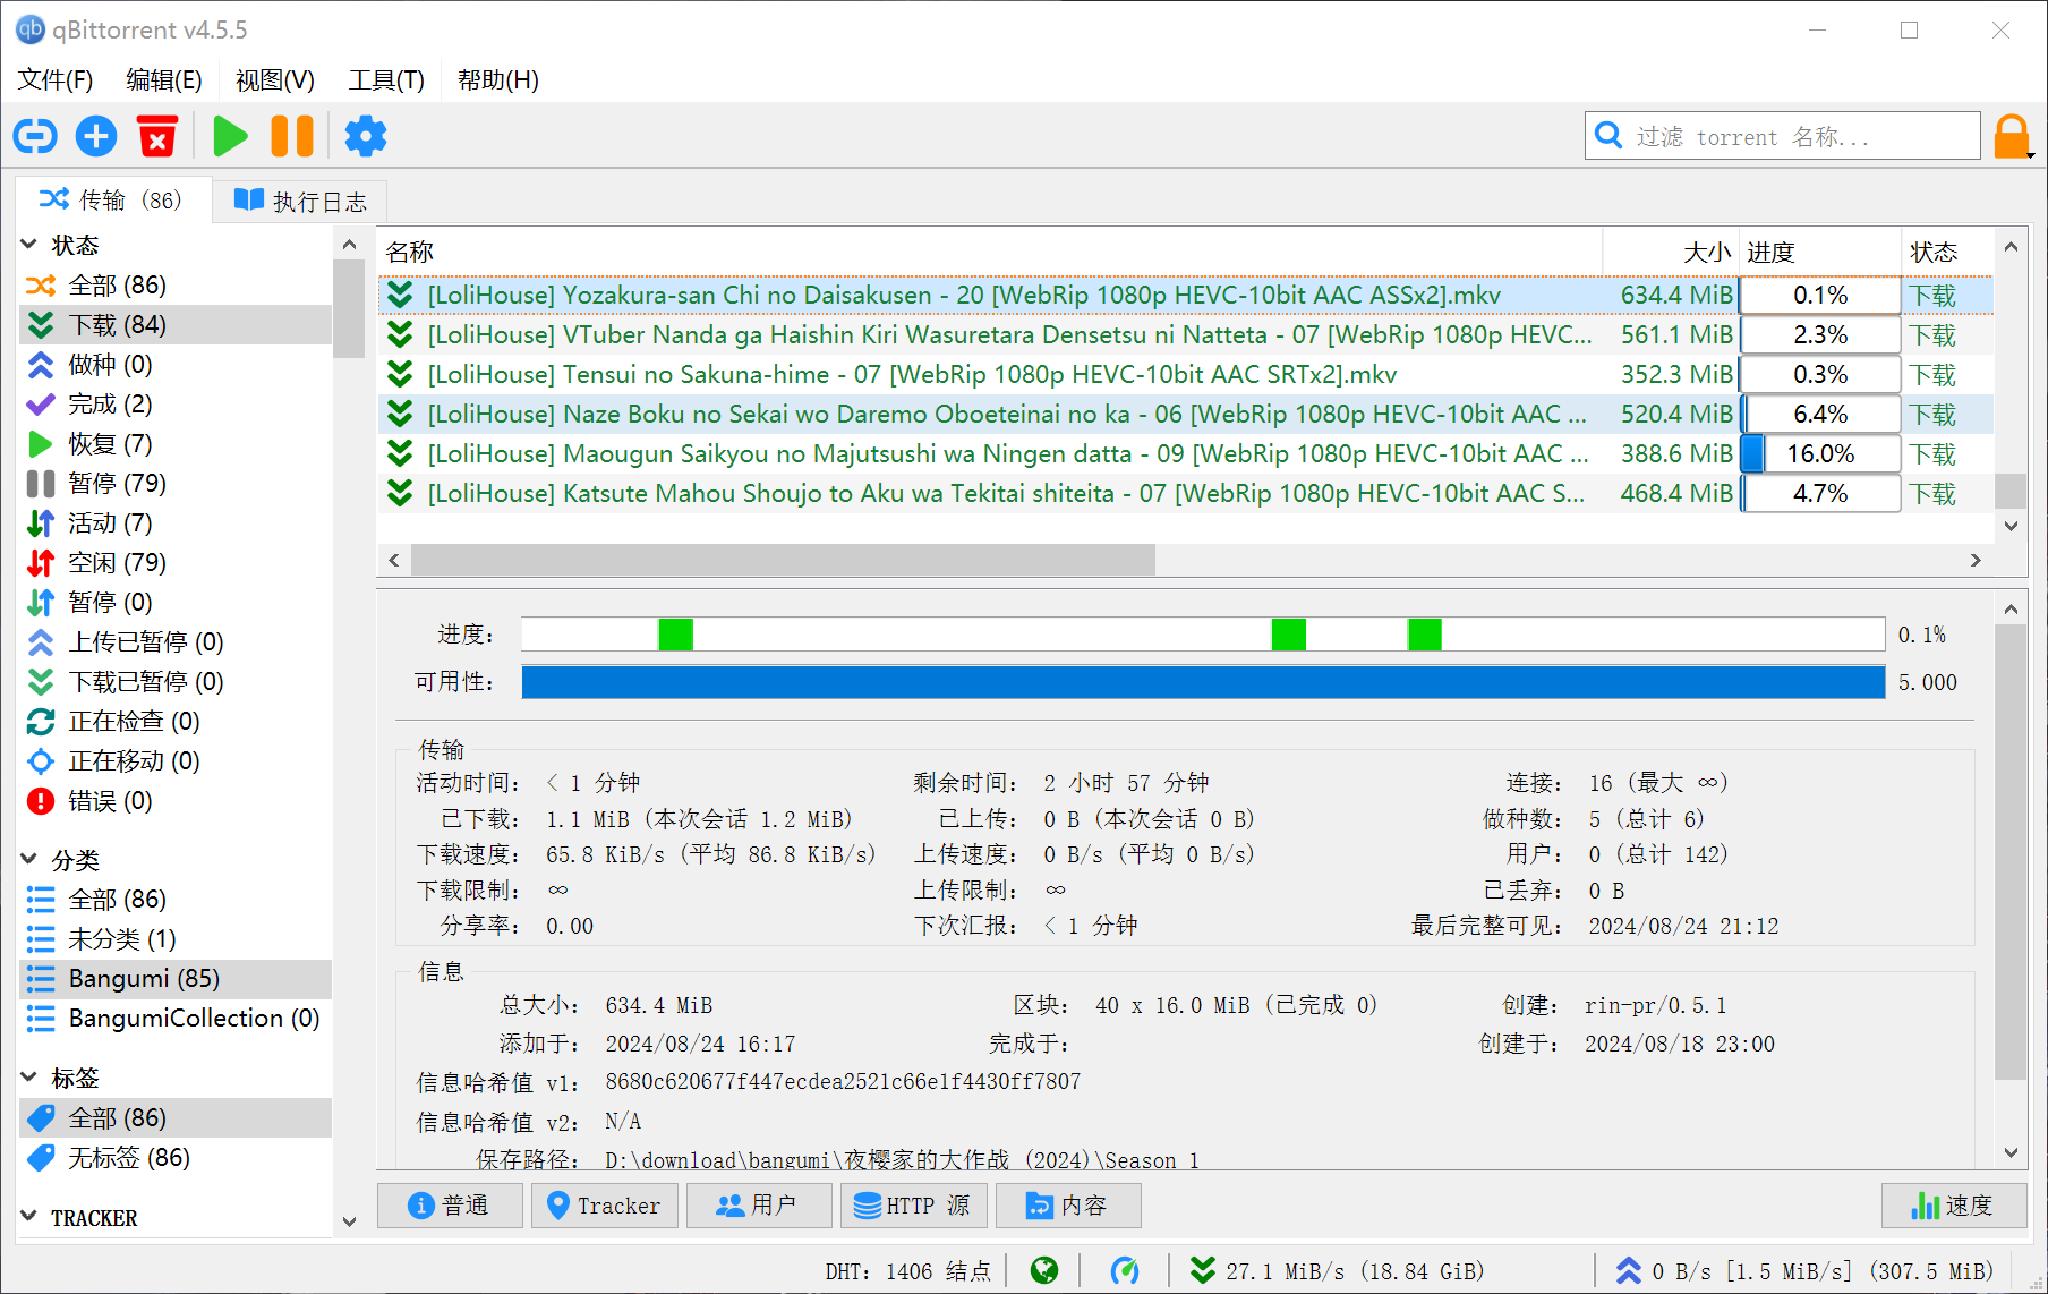 qBittorrent v4.5.5
文件(F) 编辑(E) 视图(V) 工具(T) 帮助(H)
过滤 torrent 名称...
传输 (86) 执行日志
状态
全部 (86)
下载 (84)
做种 (0)
完成 (2)
恢复 (7)
暂停 (79)
活动 (7)
空闲 (79)
暂停 (0)
上传已暂停 (0)
下载已暂停 (0)
正在检查 (0)
正在移动 (0)
错误 (0)
分类
全部 (86)
未分类 (1)
Bangumi (85)
BangumiCollection (0)
标签
全部 (86)
无标签 (86)
TRACKER
名称 大小 进度 状态
[LoliHouse] Yozakura-san Chi no Daisakusen - 20 [WebRip 1080p HEVC-10bit AAC ASSx2].mkv 634.4 MiB 0.1% 下载
[LoliHouse] VTuber Nanda ga Haishin Kiri Wasuretara Densetsu ni Natteta - 07 [WebRip 1080p HEVC... 561.1 MiB 2.3% 下载
[LoliHouse] Tensui no Sakuna-hime - 07 [WebRip 1080p HEVC-10bit AAC SRTx2].mkv 352.3 MiB 0.3% 下载
[LoliHouse] Naze Boku no Sekai wo Daremo Oboeteinai no ka - 06 [WebRip 1080p HEVC-10bit AAC ... 520.4 MiB 6.4% 下载
[LoliHouse] Maougun Saikyou no Majutsushi wa Ningen datta - 09 [WebRip 1080p HEVC-10bit AAC ... 388.6 MiB 16.0% 下载
[LoliHouse] Katsute Mahou Shoujo to Aku wa Tekitai shiteita - 07 [WebRip 1080p HEVC-10bit AAC S... 468.4 MiB 4.7% 下载
进度： 0.1%
可用性： 5.000
传输
活动时间： < 1 分钟 剩余时间： 2 小时 57 分钟 连接： 16 (最大 ∞)
已下载： 1.1 MiB (本次会话 1.2 MiB) 已上传： 0 B (本次会话 0 B) 做种数： 5 (总计 6)
下载速度： 65.8 KiB/s (平均 86.8 KiB/s) 上传速度： 0 B/s (平均 0 B/s) 用户： 0 (总计 142)
下载限制： ∞ 上传限制： ∞ 已丢弃： 0 B
分享率： 0.00 下次汇报： < 1 分钟 最后完整可见： 2024/08/24 21:12
信息
总大小： 634.4 MiB 区块： 40 x 16.0 MiB (已完成 0) 创建： rin-pr/0.5.1
添加于： 2024/08/24 16:17 完成于： 创建于： 2024/08/18 23:00
信息哈希值 v1： 8680c620677f447ecdea2521c66e1f4430ff7807
信息哈希值 v2： N/A
保存路径： D:\download\bangumi\夜樱家的大作战 (2024)\Season 1
普通 Tracker 用户 HTTP 源 内容 速度
DHT: 1406 结点 27.1 MiB/s (18.84 GiB) 0 B/s [1.5 MiB/s] (307.5 MiB)